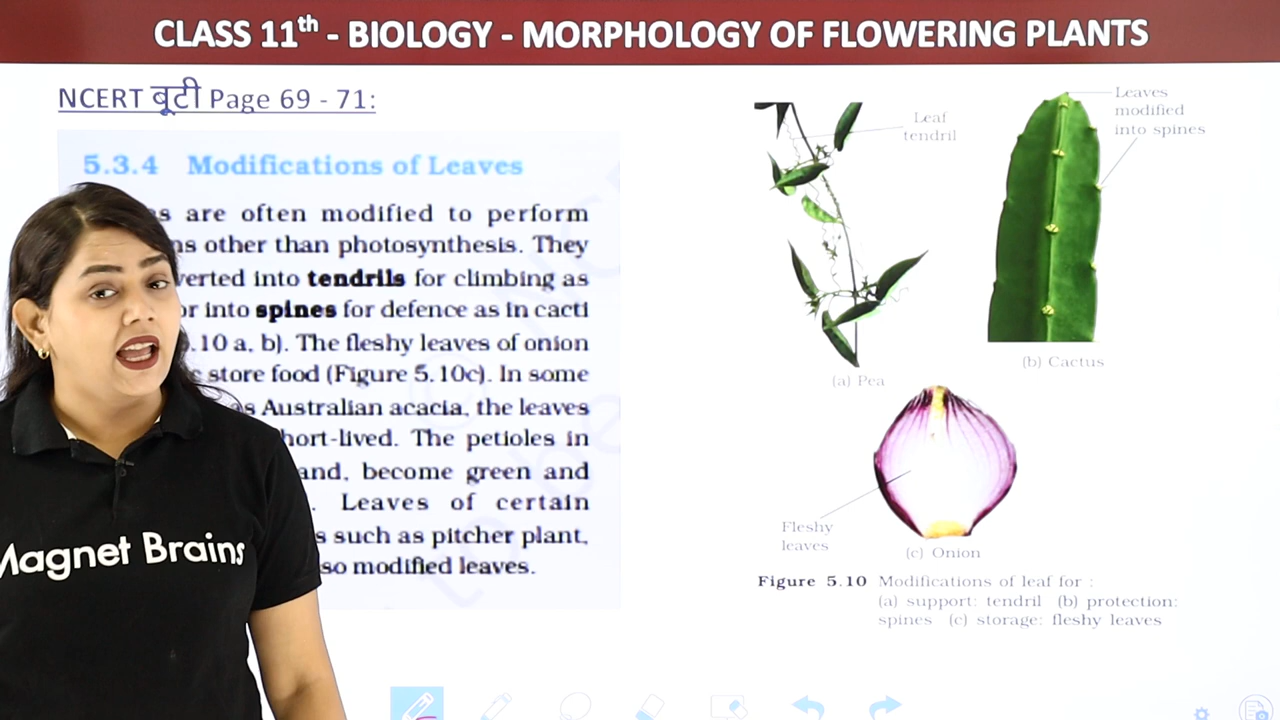 CLASS 11th - BIOLOGY - MORPHOLOGY OF FLOWERING PLANTS
NCERT बूटी Page 69 - 71:
5.3.4 Modifications of Leaves
are often modified to perform
other than photosynthesis. They
into tendrils for climbing as
or into spines for defence as in cacti
.10 a, b). The fleshy leaves of onion
store food (Figure 5.10c). In some
as Australian acacia, the leaves
The petioles in
become green and
. Leaves of certain
such as pitcher plant,
modified leaves.
Magnet Brains
Leaf
tendril
Leaves
modified
into spines
(a) Pea
(b) Cactus
Fleshy
leaves
(c) Onion
Figure 5.10 Modifications of leaf for :
(a) support: tendril (b) protection:
spines (c) storage: fleshy leaves